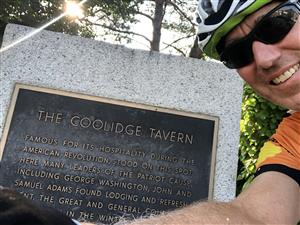 THE COOLIDGE TAVERN
FAMOUS FOR ITS HOSPITALITY DURING THE
AMERICAN REVOLUTION, STOOD ON THIS SPOT.
HERE MANY LEADERS OF THE PATRIOT CAUSE,
INCLUDING GEORGE WASHINGTON, JOHN AND
SAMUEL ADAMS FOUND LODGING AND REFRESH-
ENT. THE GREAT AND GENERAL
IN THE